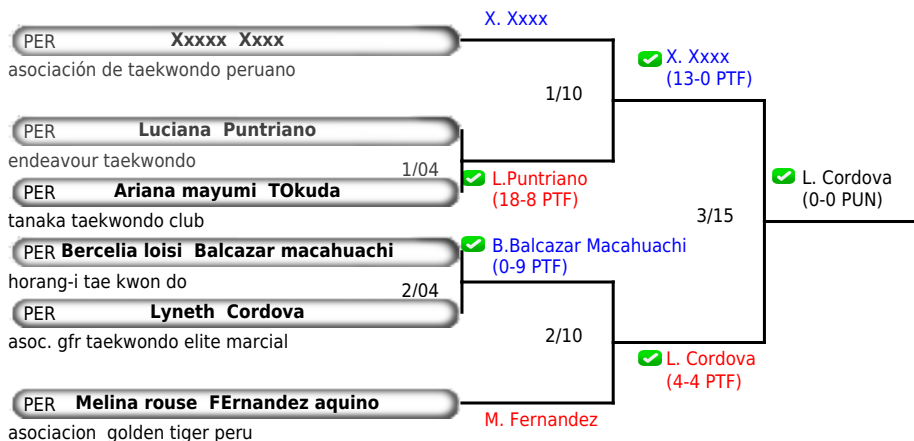 X. Xxxx
PER Xxxxx Xxxx
asociación de taekwondo peruano
X. Xxxx
(13-0 PTF)
1/10
PER Luciana Puntriano
endeavour taekwondo
1/04
PER Ariana mayumi TOkuda
L.Puntriano
(18-8 PTF)
tanaka taekwondo club
L. Cordova
(0-0 PUN)
3/15
PER Bercelia loisi Balcazar macahuachi
B.Balcazar Macahuachi
(0-9 PTF)
horang-i tae kwon do
2/04
PER Lyneth Cordova
asoc. gfr taekwondo elite marcial
2/10
L. Cordova
(4-4 PTF)
PER Melina rouse FErnandez aquino
M. Fernandez
asociacion golden tiger peru